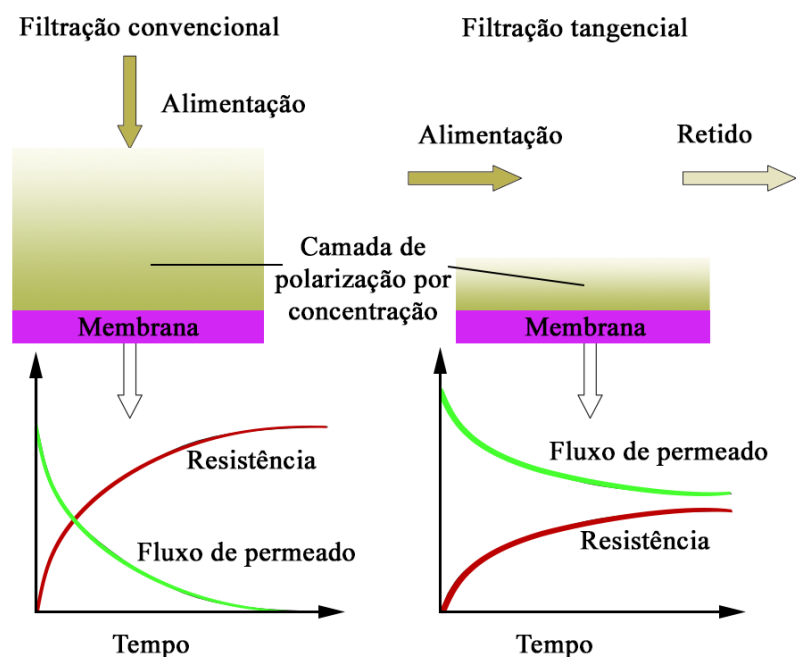 Filtração convencional
Alimentação
Membrana
Resistência
Fluxo de permeado
Tempo
Camada de
polarização por
concentração
Filtração tangencial
Alimentação
Retido
Membrana
Fluxo de permeado
Resistência
Tempo